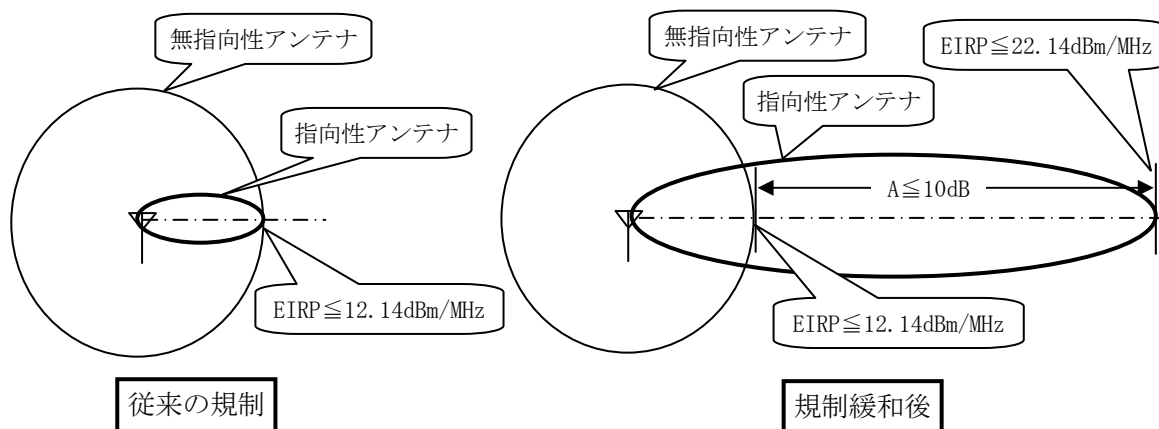 無指向性アンテナ
指向性アンテナ
EIRP≦12.14dBm/MHz
従来の規制
無指向性アンテナ
指向性アンテナ
EIRP≦22.14dBm/MHz
A≦10dB
EIRP≦12.14dBm/MHz
規制緩和後